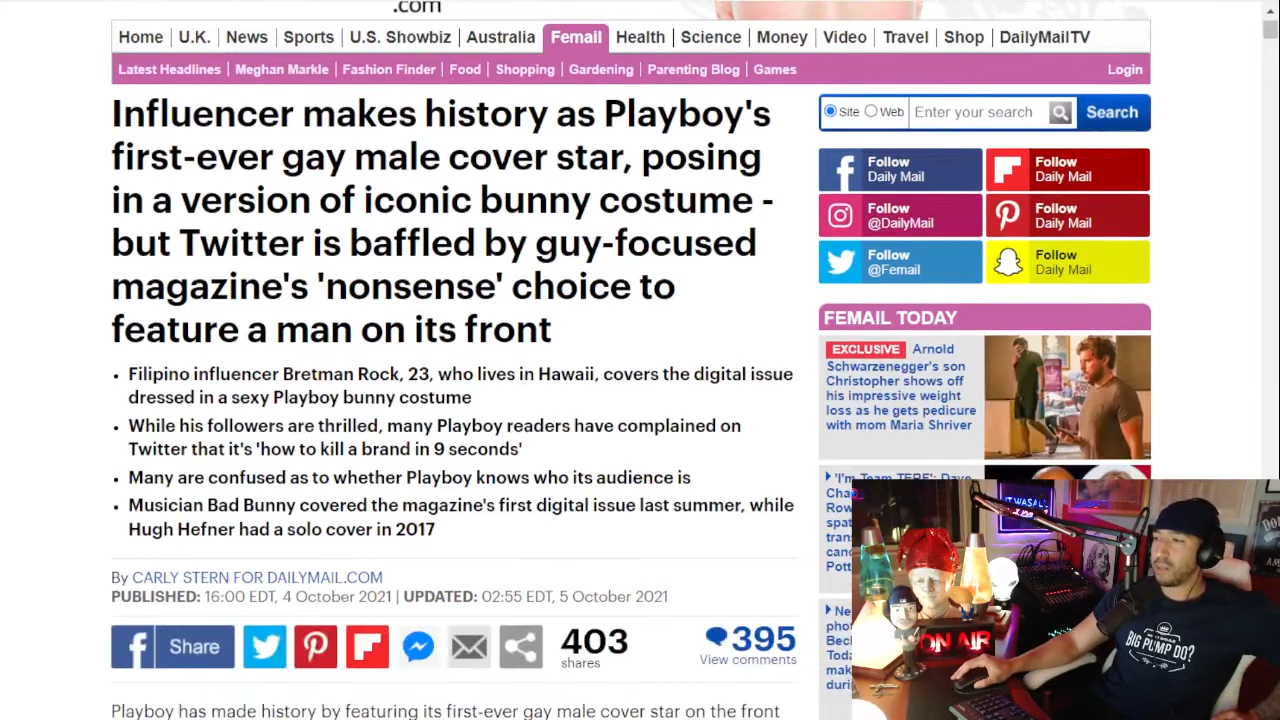 .com
Home U.K. News Sports U.S. Showbiz Australia Femail Health Science Money Video Travel Shop DailyMailTV
Latest Headlines Meghan Markle Fashion Finder Food Shopping Gardening Parenting Blog Games Login
Influencer makes history as Playboy's
first-ever gay male cover star, posing
in a version of iconic bunny costume -
but Twitter is baffled by guy-focused
magazine's 'nonsense' choice to
feature a man on its front
• Filipino influencer Bretman Rock, 23, who lives in Hawaii, covers the digital issue
dressed in a sexy Playboy bunny costume
• While his followers are thrilled, many Playboy readers have complained on
Twitter that it's 'how to kill a brand in 9 seconds'
• Many are confused as to whether Playboy knows who its audience is
• Musician Bad Bunny covered the magazine's first digital issue last summer, while
Hugh Hefner had a solo cover in 2017
By CARLY STERN FOR DAILYMAIL.COM
PUBLISHED: 16:00 EDT, 4 October 2021 | UPDATED: 02:55 EDT, 5 October 2021
Share
403
shares
395
View comments
Playboy has made history by featuring its first-ever gay male cover star on the front
Site Web Enter your search Search
Follow
Daily Mail
Follow
Daily Mail
Follow
@DailyMail
Follow
Daily Mail
Follow
@Femail
Follow
Daily Mail
FEMAIL TODAY
EXCLUSIVE Arnold
Schwarzenegger's son
Christopher shows off
his impressive weight
loss as he gets pedicure
with mom Maria Shriver
'I'm Team TERF': Dave
ON AIR
BIG PUMP DO?